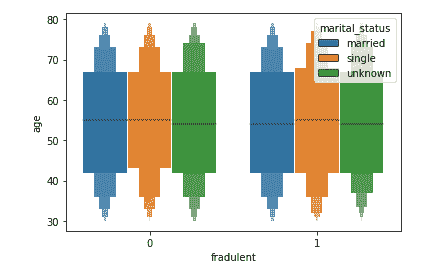 80
70
60
50
40
30
age
marital_status
married
single
unknown
0
1
fradulent